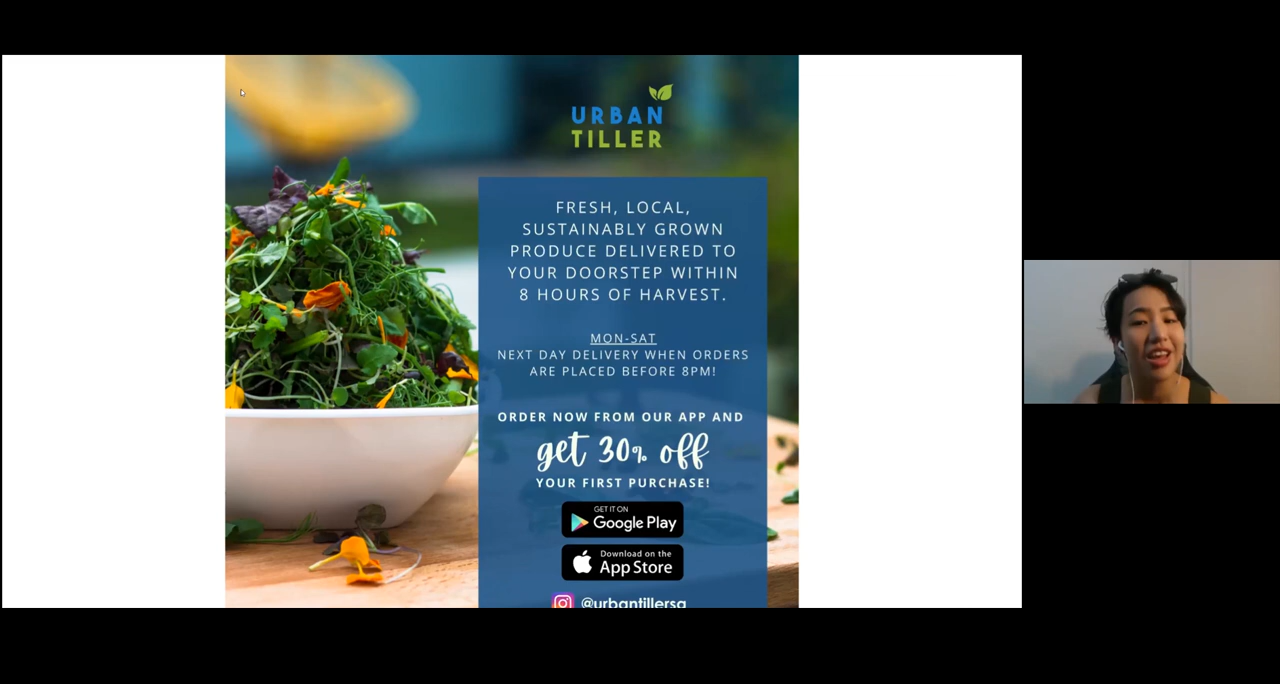 URBAN
TILLER
FRESH, LOCAL,
SUSTAINABLY GROWN
PRODUCE DELIVERED TO
YOUR DOORSTEP WITHIN
8 HOURS OF HARVEST.
MON-SAT
NEXT DAY DELIVERY WHEN ORDERS
ARE PLACED BEFORE 8PM!
ORDER NOW FROM OUR APP AND
get 30% off
YOUR FIRST PURCHASE!
GET IT ON
Google Play
Download on the
App Store
@urbantillersg